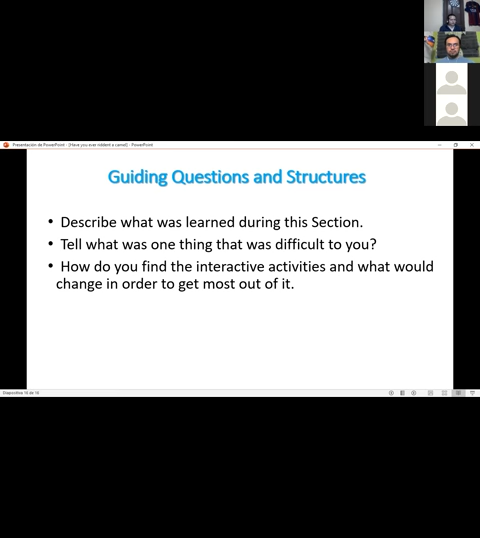 Presentación de PowerPoint - [Have you ever riddent a camel] - PowerPoint
Guiding Questions and Structures
• Describe what was learned during this Section.
• Tell what was one thing that was difficult to you?
• How do you find the interactive activities and what would
change in order to get most out of it.
Diapositiva 16 de 16